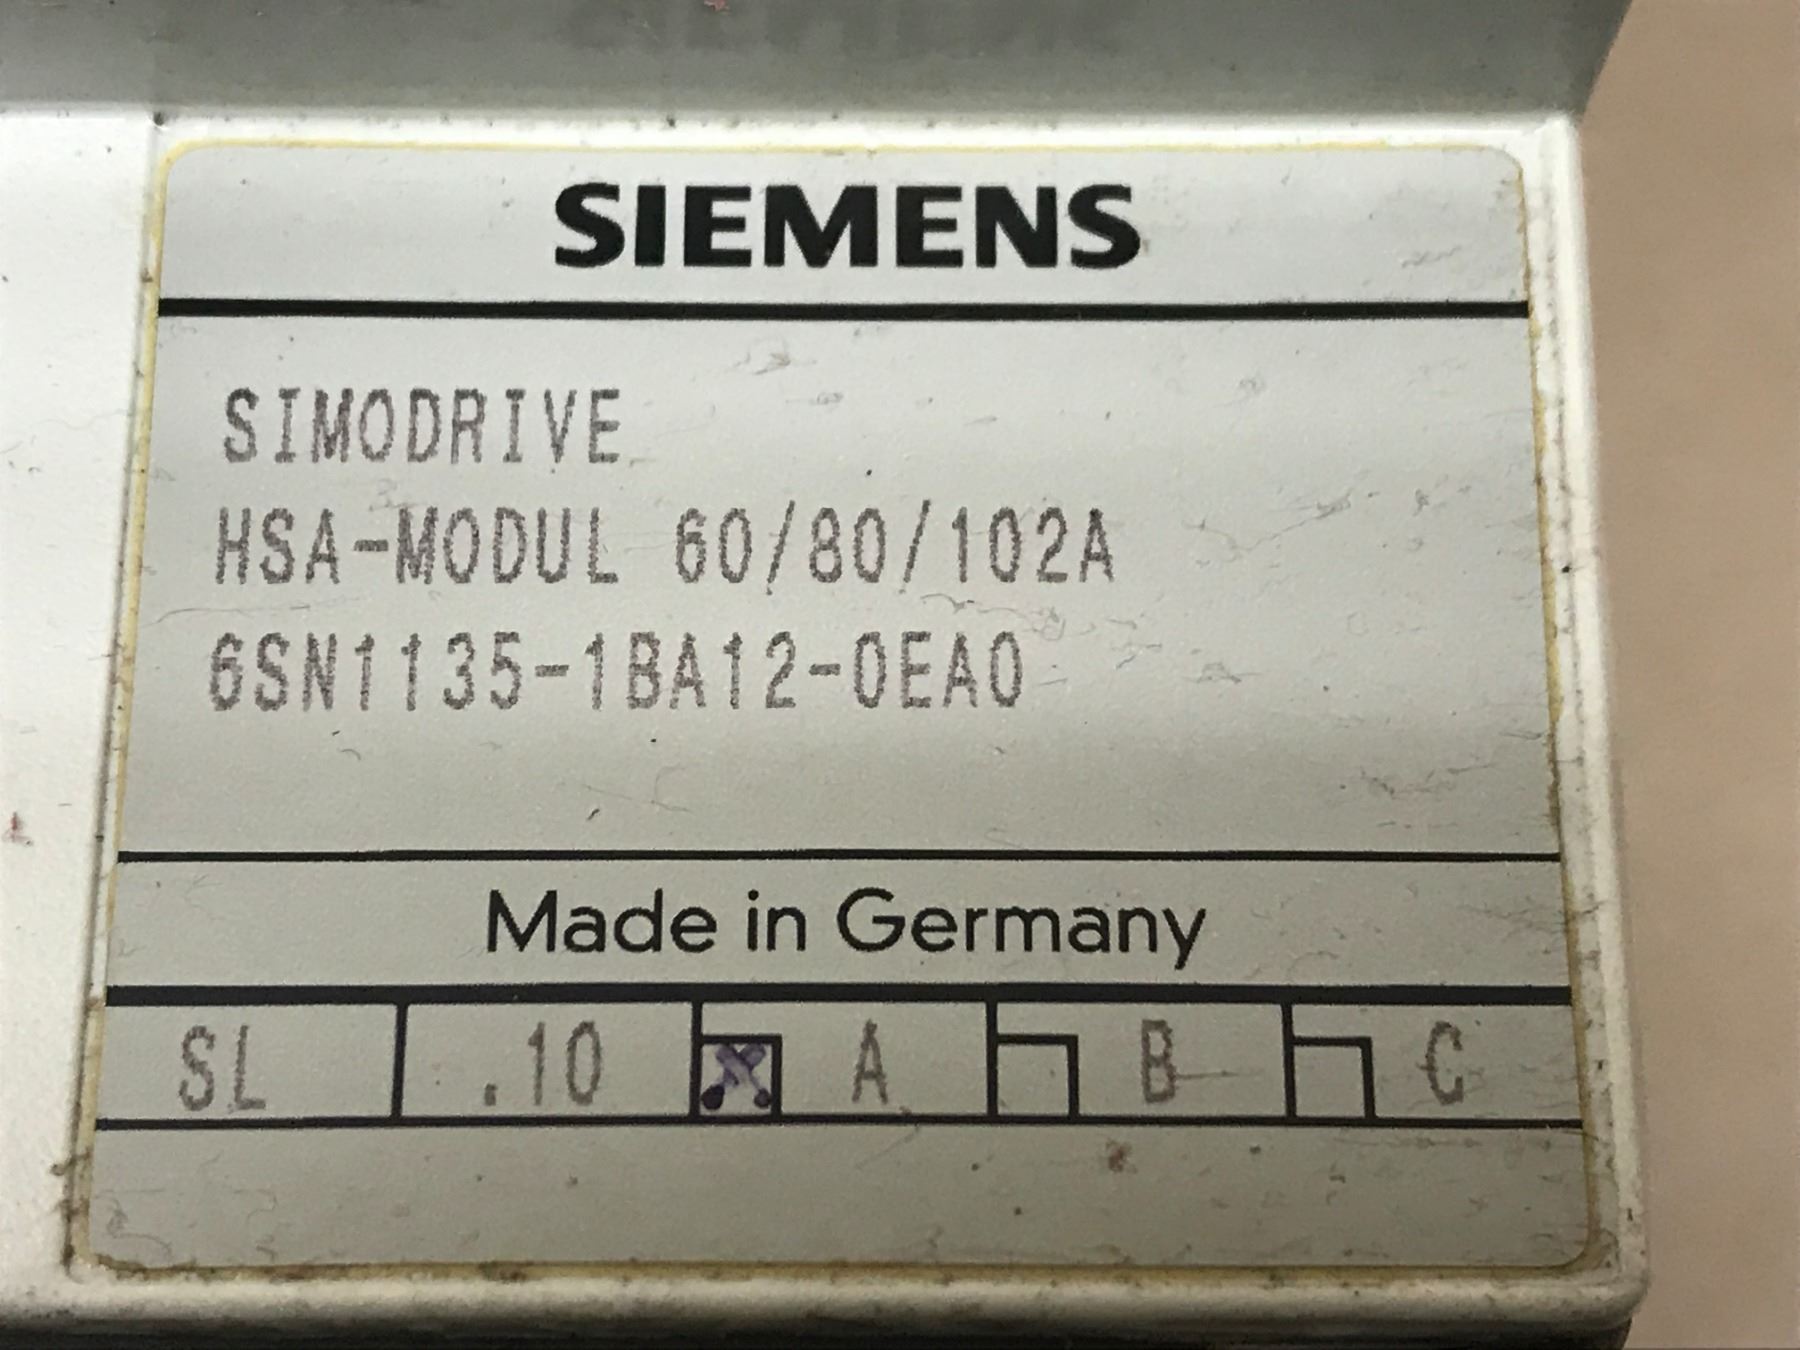 SIEMENS
SIMODRIVE
HSA-MODUL 60/80/102A
6SN1135-1BA12-0EA0
Made in Germany
SL .10 A B C